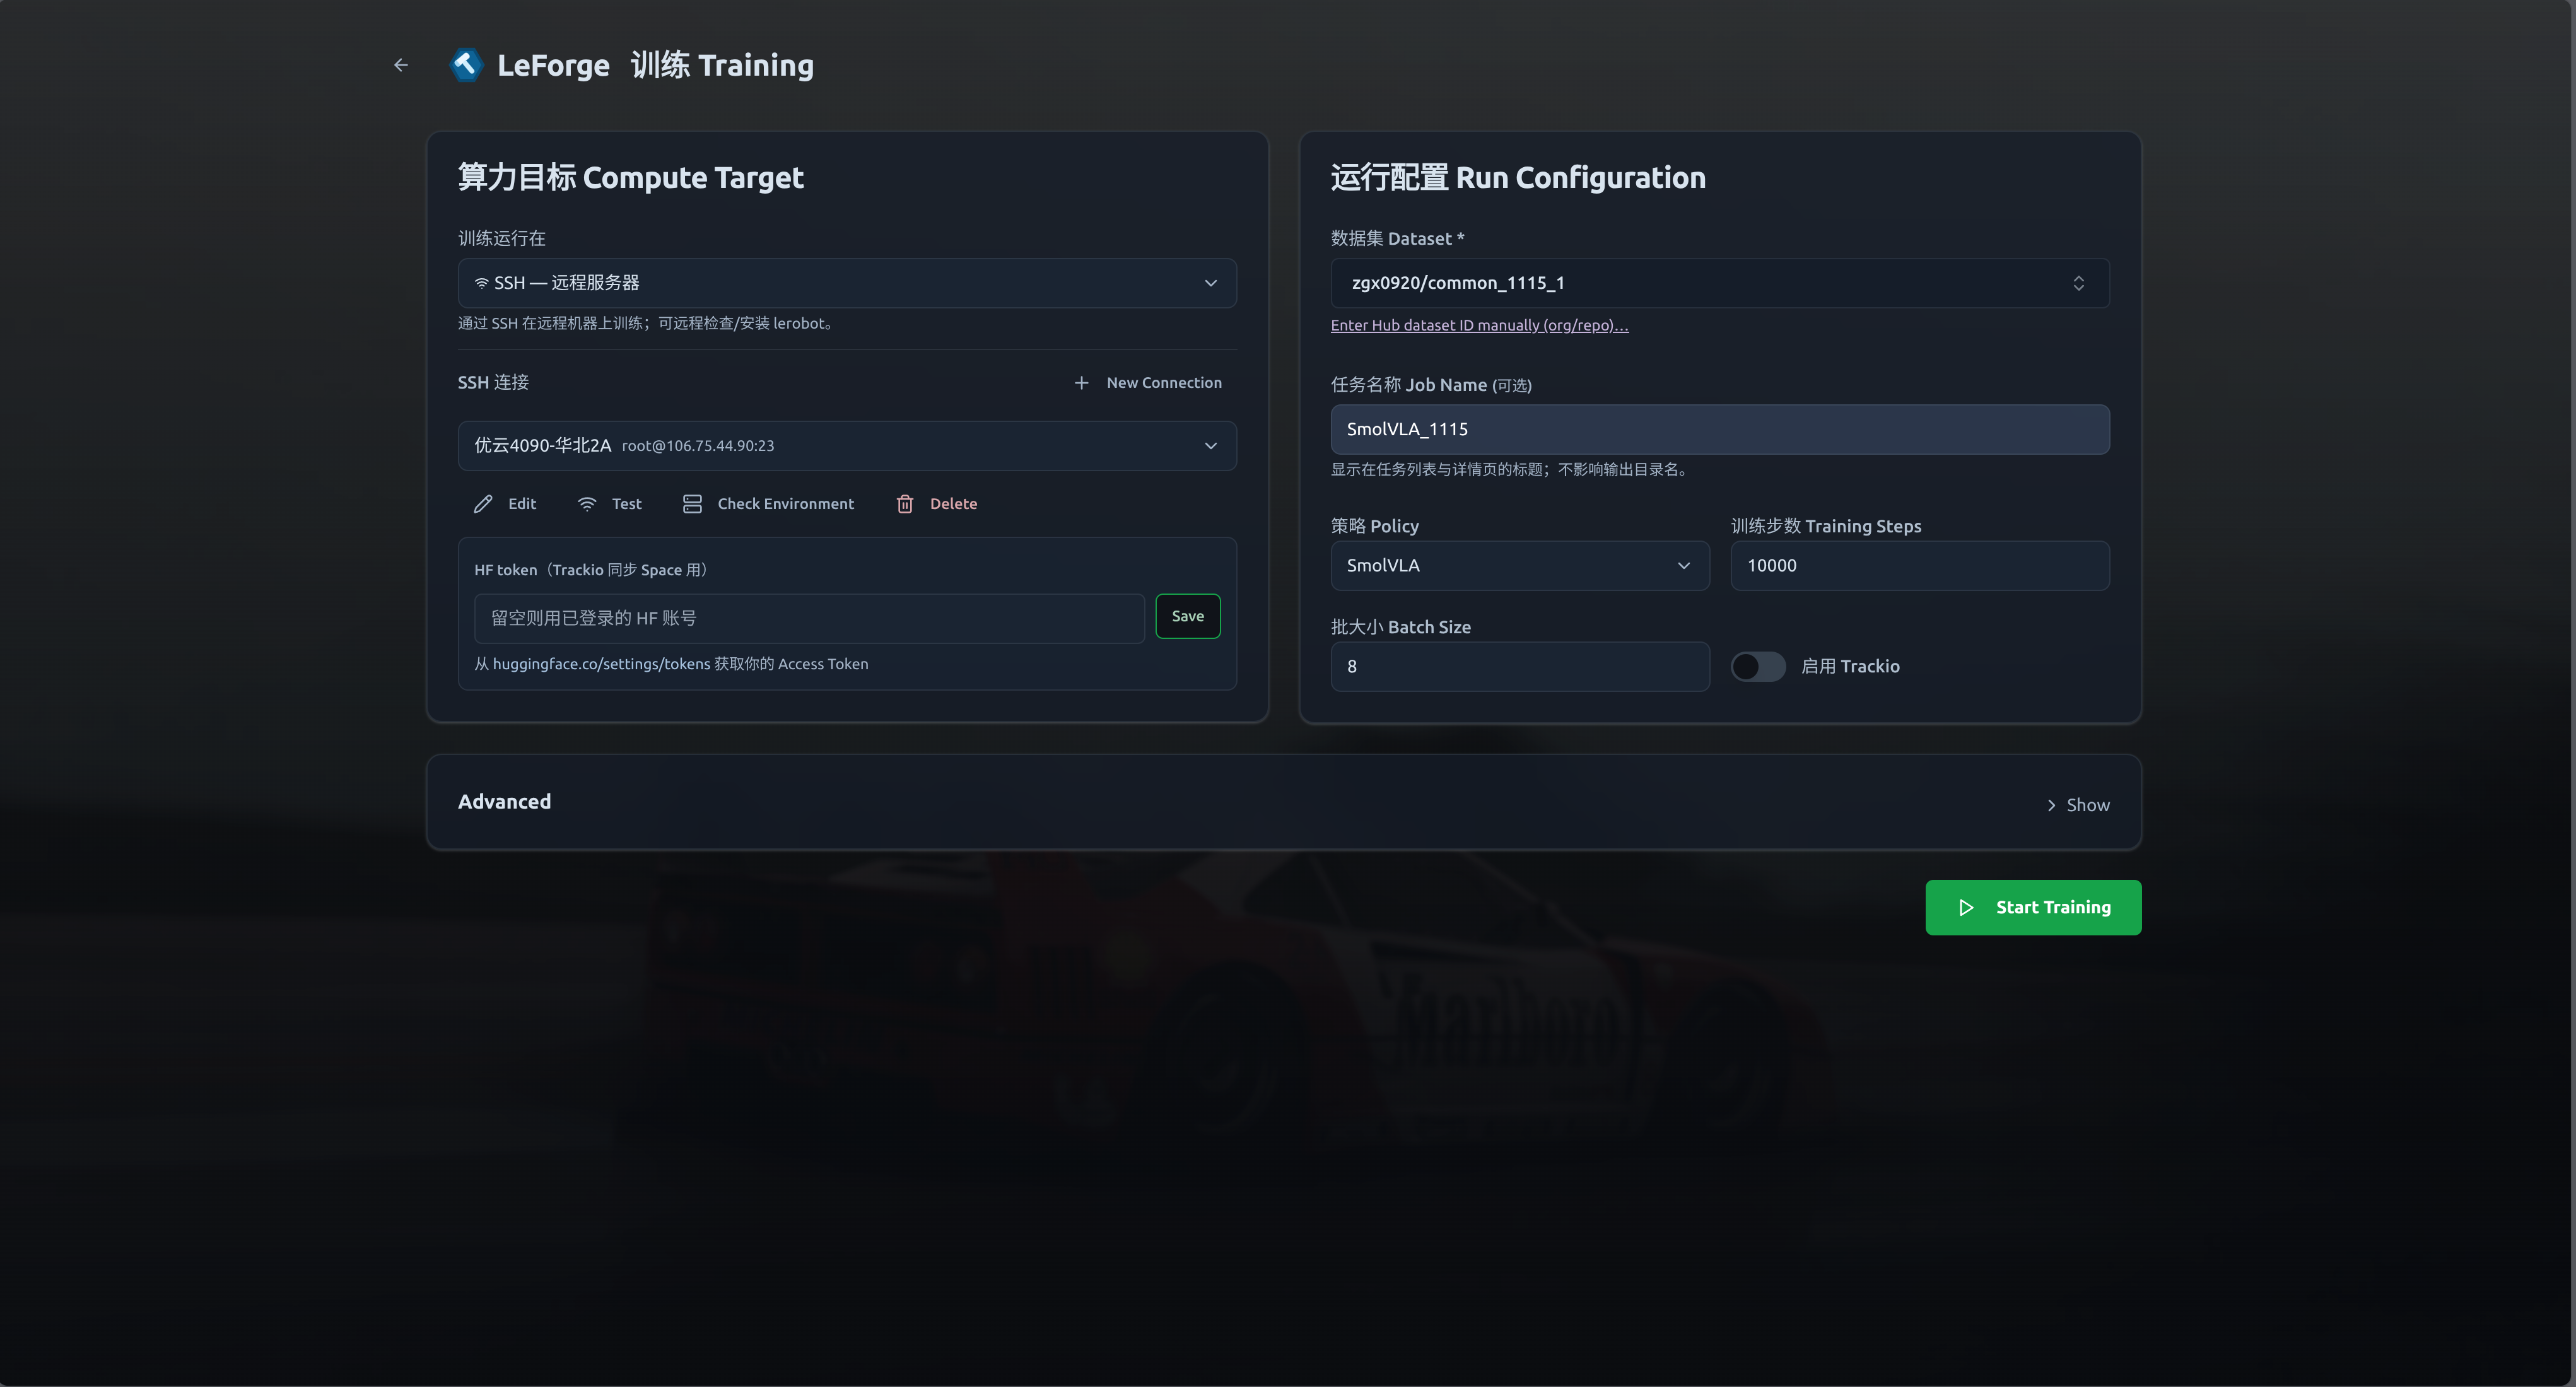 LeForge 训练 Training
算力目标 Compute Target
训练运行在
SSH — 远程服务器
通过 SSH 在远程机器上训练；可远程检查/安装 lerobot。
SSH 连接
New Connection
优云4090-华北2A root@106.75.44.90:23
Edit Test Check Environment Delete
HF token（Trackio 同步 Space 用）
留空则用已登录的 HF 账号
Save
从 huggingface.co/settings/tokens 获取你的 Access Token
运行配置 Run Configuration
数据集 Dataset *
zgx0920/common_1115_1
Enter Hub dataset ID manually (org/repo)…
任务名称 Job Name (可选)
SmolVLA_1115
显示在任务列表与详情页的标题；不影响输出目录名。
策略 Policy 训练步数 Training Steps
SmolVLA 10000
批大小 Batch Size
8 启用 Trackio
Advanced
Show
Start Training
Marlboro